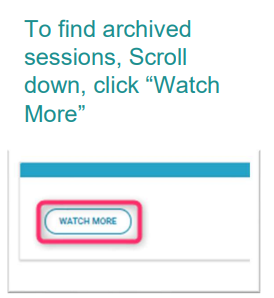 To find archived
sessions, Scroll
down, click “Watch
More”
WATCH MORE